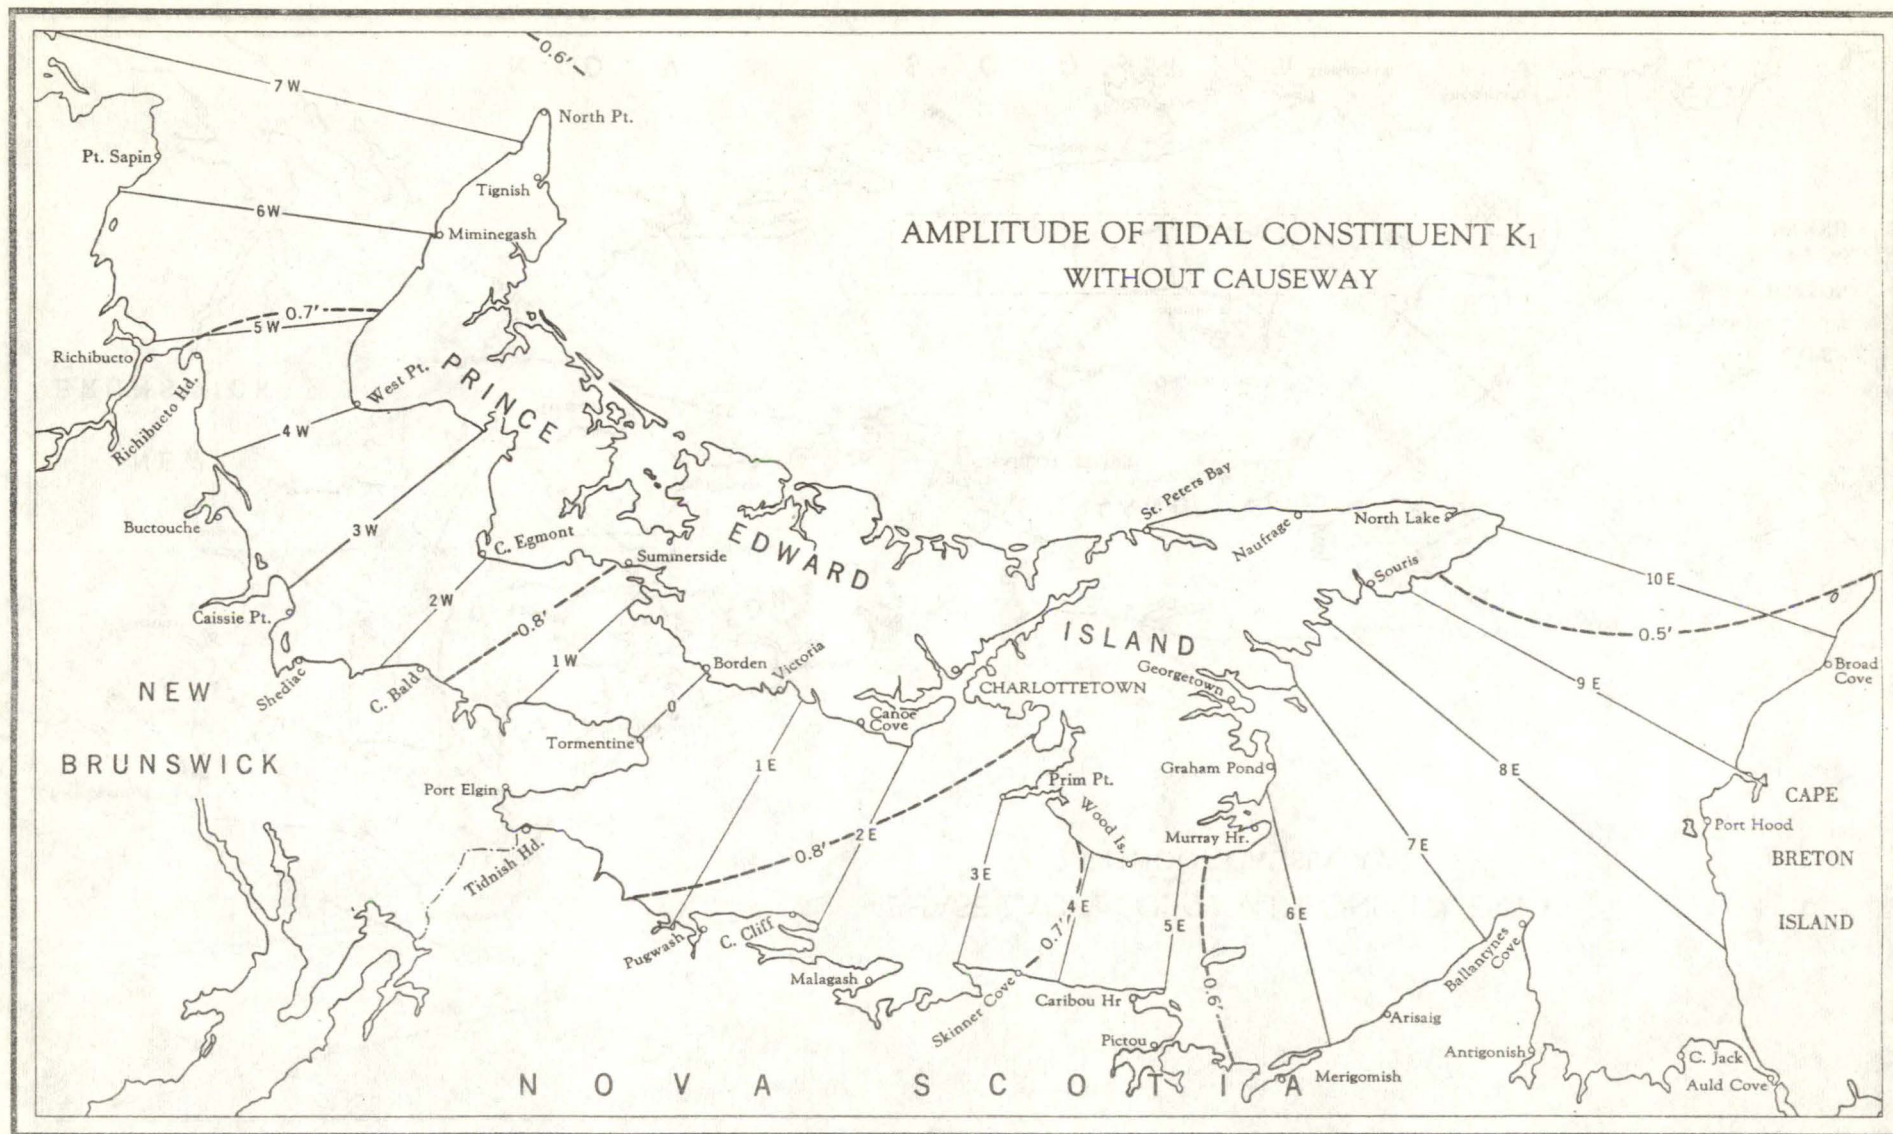 0.6'
7 W
North Pt.
Pt. Sapin
Tignish
6 W
Miminegash
AMPLITUDE OF TIDAL CONSTITUENT K1
WITHOUT CAUSEWAY
0.7'
5 W
Richibucto
West Pt.
PRINCE
Richibucto Hd.
4 W
St. Peters Bay
Buctouche
3 W
C. Egmont
Summerside
EDWARD
Naufrage
North Lake
Souris
10 E
2 W
Caissie Pt.
0.8'
ISLAND
0.5'
1 W
Borden
Victoria
Broad
Cove
NEW
Shediac
C. Bald
CHARLOTTETOWN
Georgetown
9 E
0
Canoe
Cove
Tormentine
BRUNSWICK
1 E
Graham Pond
8 E
Port Elgin
Prim Pt.
CAPE
Wood Is.
Port Hood
2 E
Murray Hr.
7 E
0.8'
Tidnish Hd.
BRETON
3 E
4 E
6 E
ISLAND
5 E
0.7'
C. Cliff
Pugwash
Ballantynes
Cove
Malagash
0.6'
Skinner Cove
Caribou Hr
Arisaig
Pictou
Antigonish
C. Jack
NOVA SCOTIA
Merigomish
Auld Cove